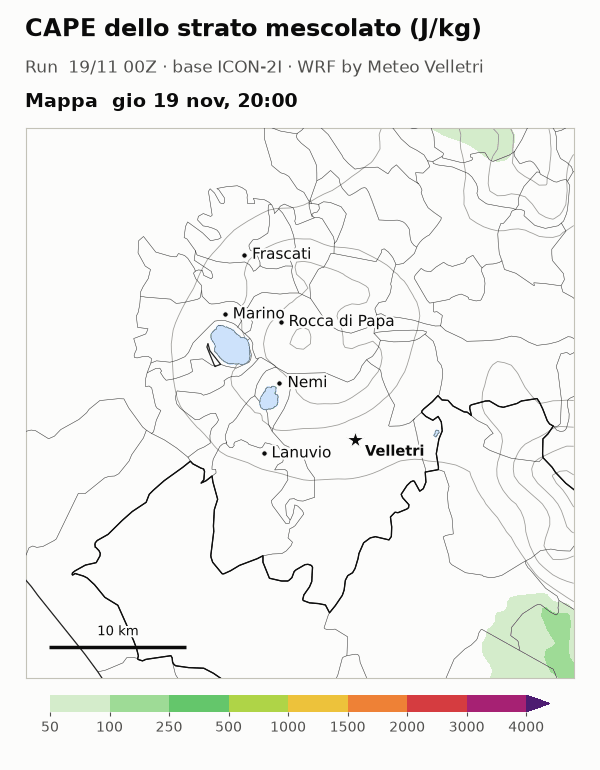 CAPE dello strato mescolato (J/kg)
Run  19/11 00Z · base ICON-2I · WRF by Meteo Velletri
Mappa  gio 19 nov, 20:00
Frascati
Marino
Rocca di Papa
Nemi
Velletri
Lanuvio
10 km
50 100 250 500 1000 1500 2000 3000 4000